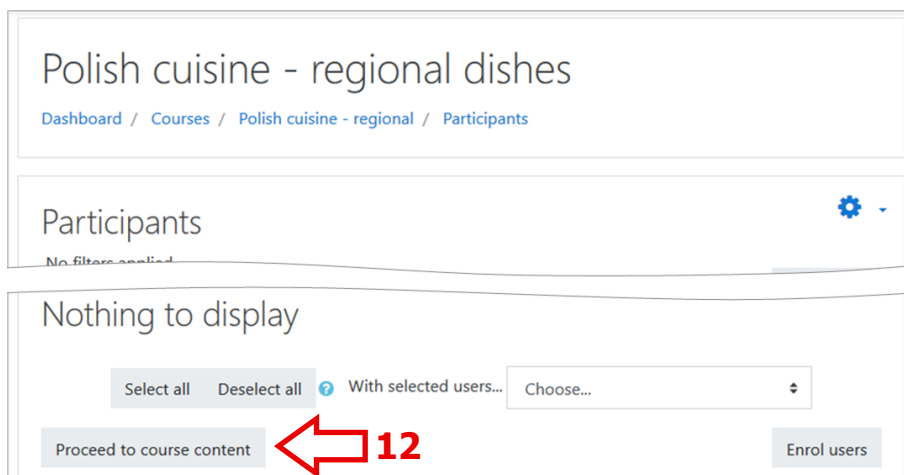 Polish cuisine - regional dishes
Dashboard / Courses / Polish cuisine - regional / Participants
Participants
No filters applied
Nothing to display
Select all Deselect all ? With selected users... Choose...
Proceed to course content 12 Enrol users